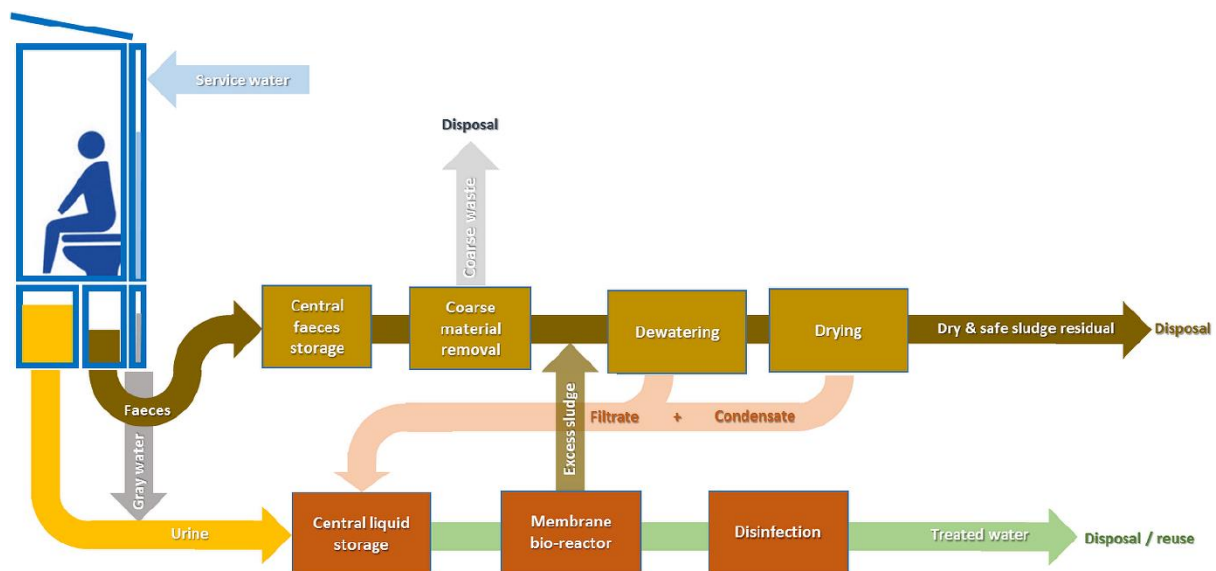 Service water
Disposal
Coarse waste
Central
faeces
storage
Coarse
material
removal
Dewatering
Drying
Dry & safe sludge residual
Disposal
Faeces
Gray water
Excess sludge
Filtrate + Condensate
Urine
Central liquid
storage
Membrane
bio-reactor
Disinfection
Treated water
Disposal / reuse